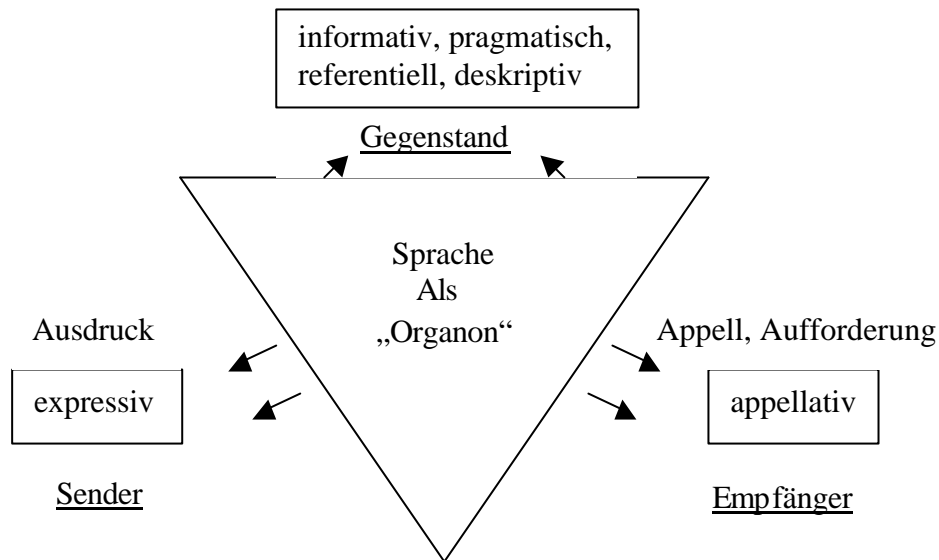 informativ, pragmatisch,
referentiell, deskriptiv
Gegenstand
Sprache
Als
„Organon“
Ausdruck
Appell, Aufforderung
expressiv
appellativ
Sender
Empfänger